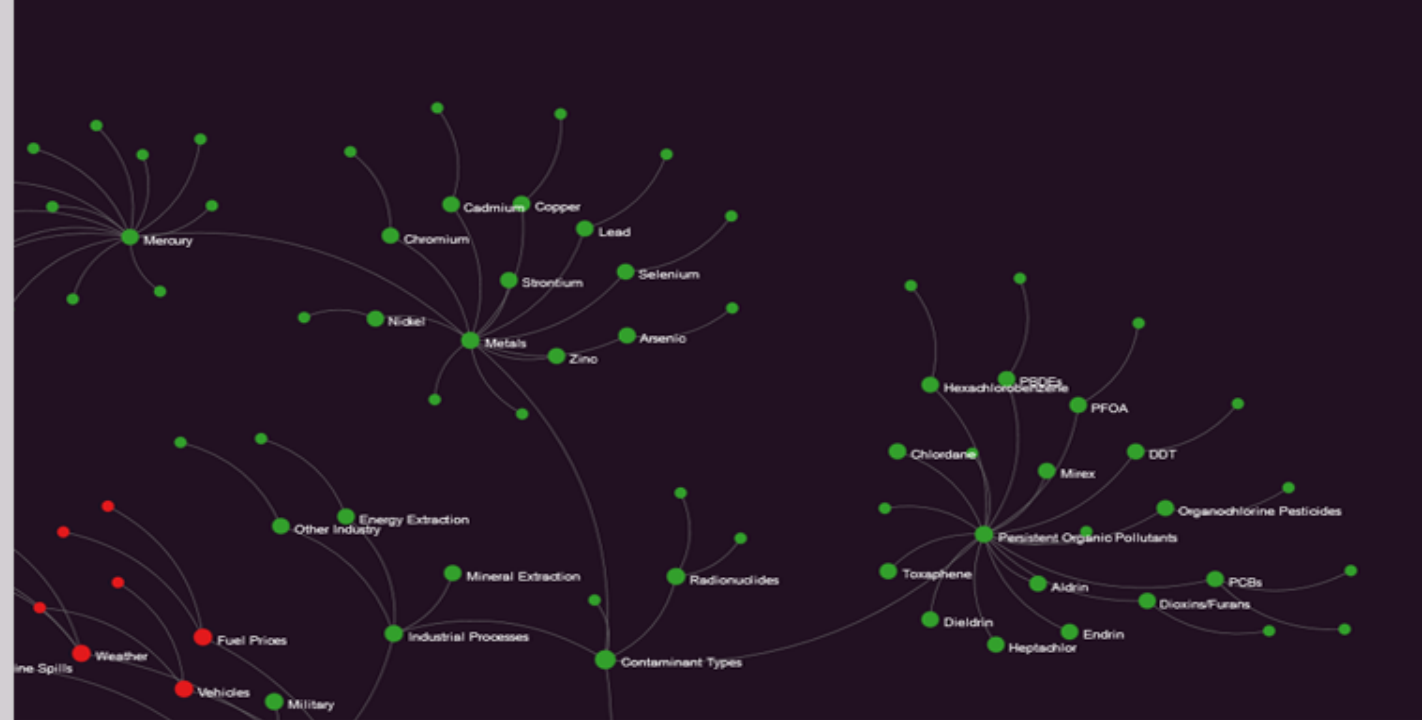 Cadmium
Copper
Lead
Mercury
Chromium
Selenium
Strontium
Nickel
Metals
Arsenic
Zinc
PBDEs
Hexachlorobenzene
PFOA
Chlordane
DDT
Mirex
Organochlorine Pesticides
Energy Extraction
Other Industry
Persistent Organic Pollutants
Mineral Extraction
Radionuclides
Toxaphene
PCBs
Aldrin
Dioxins/Furans
Dieldrin
Endrin
Fuel Prices
Industrial Processes
Heptachlor
Weather
Contaminant Types
ine Spills
Vehicles
Military